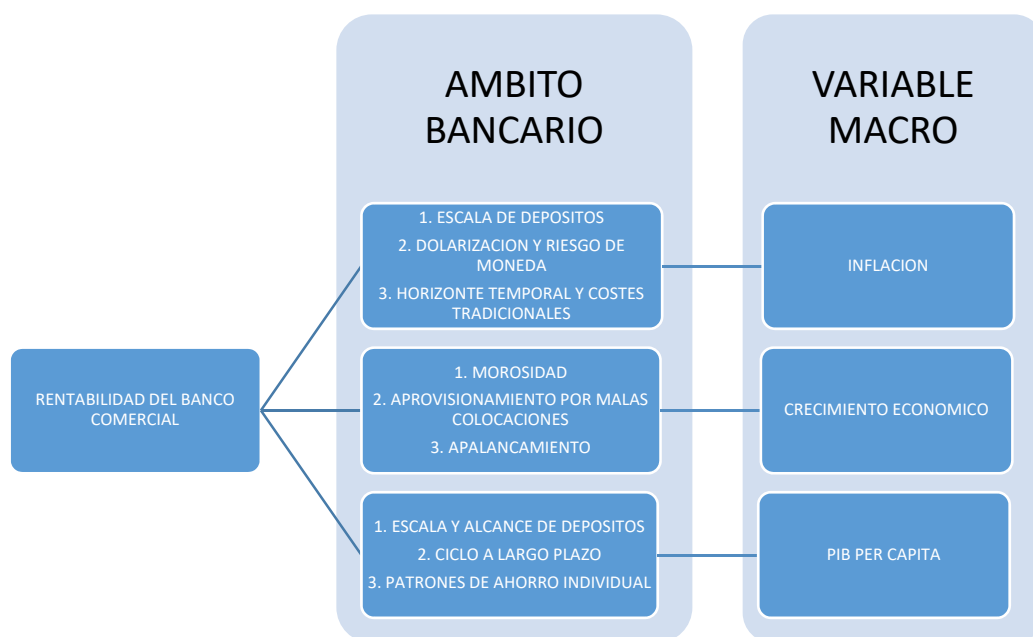 AMBITO
BANCARIO
VARIABLE
MACRO
RENTABILIDAD DEL BANCO
COMERCIAL
1. ESCALA DE DEPOSITOS
2. DOLARIZACION Y RIESGO DE
MONEDA
3. HORIZONTE TEMPORAL Y COSTES
TRADICIONALES
INFLACION
1. MOROSIDAD
2. APROVISIONAMIENTO POR MALAS
COLOCACIONES
3. APALANCAMIENTO
CRECIMIENTO ECONOMICO
1. ESCALA Y ALCANCE DE DEPOSITOS
2. CICLO A LARGO PLAZO
3. PATRONES DE AHORRO INDIVIDUAL
PIB PER CAPITA